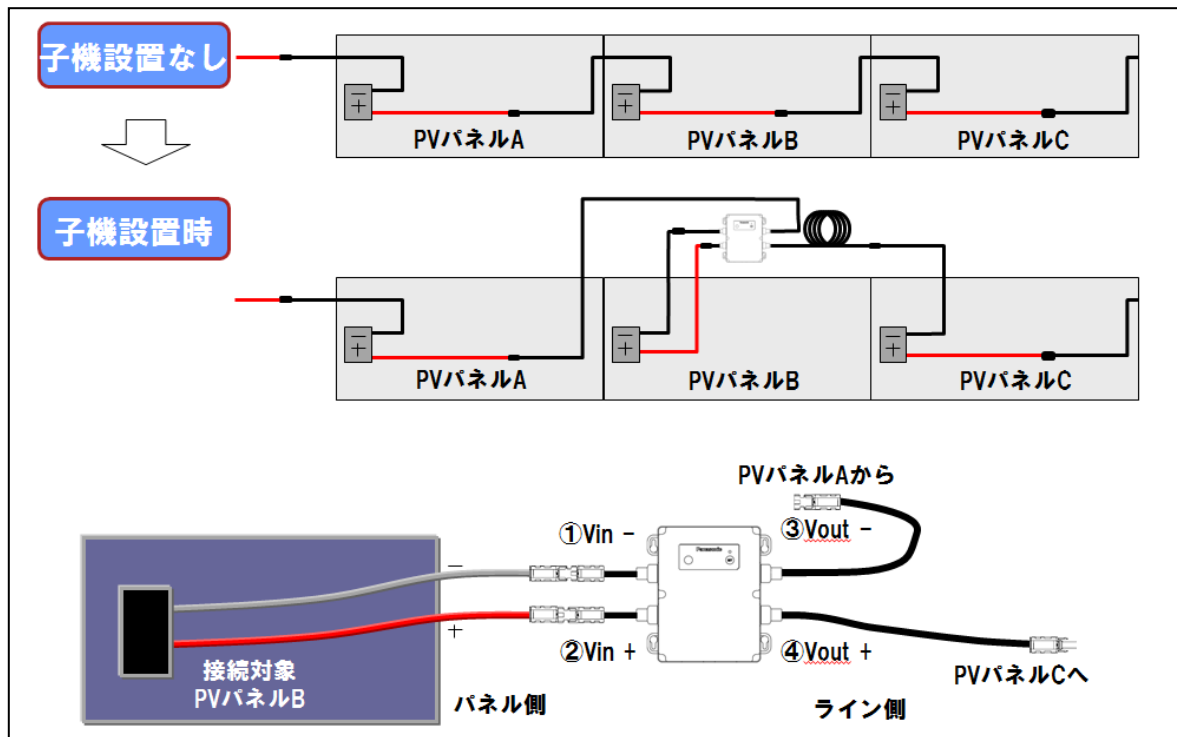 子機設置なし
－
＋
PVパネルA
－
＋
PVパネルB
－
＋
PVパネルC
子機設置時
－
＋
PVパネルA
－
＋
PVパネルB
－
＋
PVパネルC
PVパネルAから
①Vin -
③Vout -
Panasonic
－
＋
②Vin +
④Vout +
接続対象
PVパネルB
パネル側
PVパネルCへ
ライン側